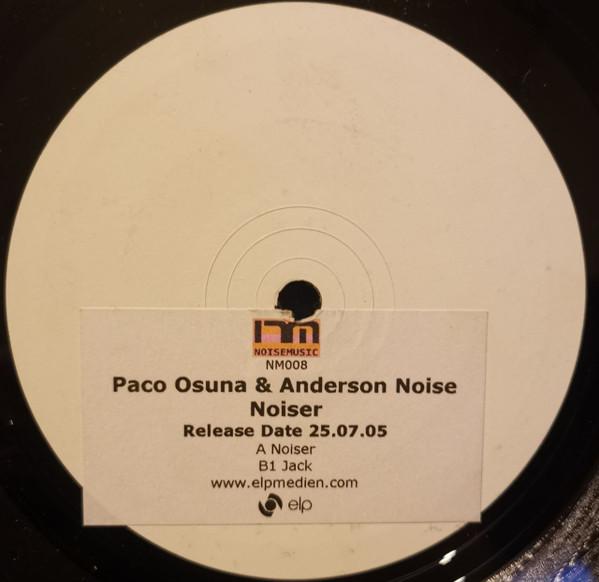 NOISEMUSIC
NM008
Paco Osuna & Anderson Noise
Noiser
Release Date 25.07.05
A Noiser
B1 Jack
www.elpmedien.com
elp